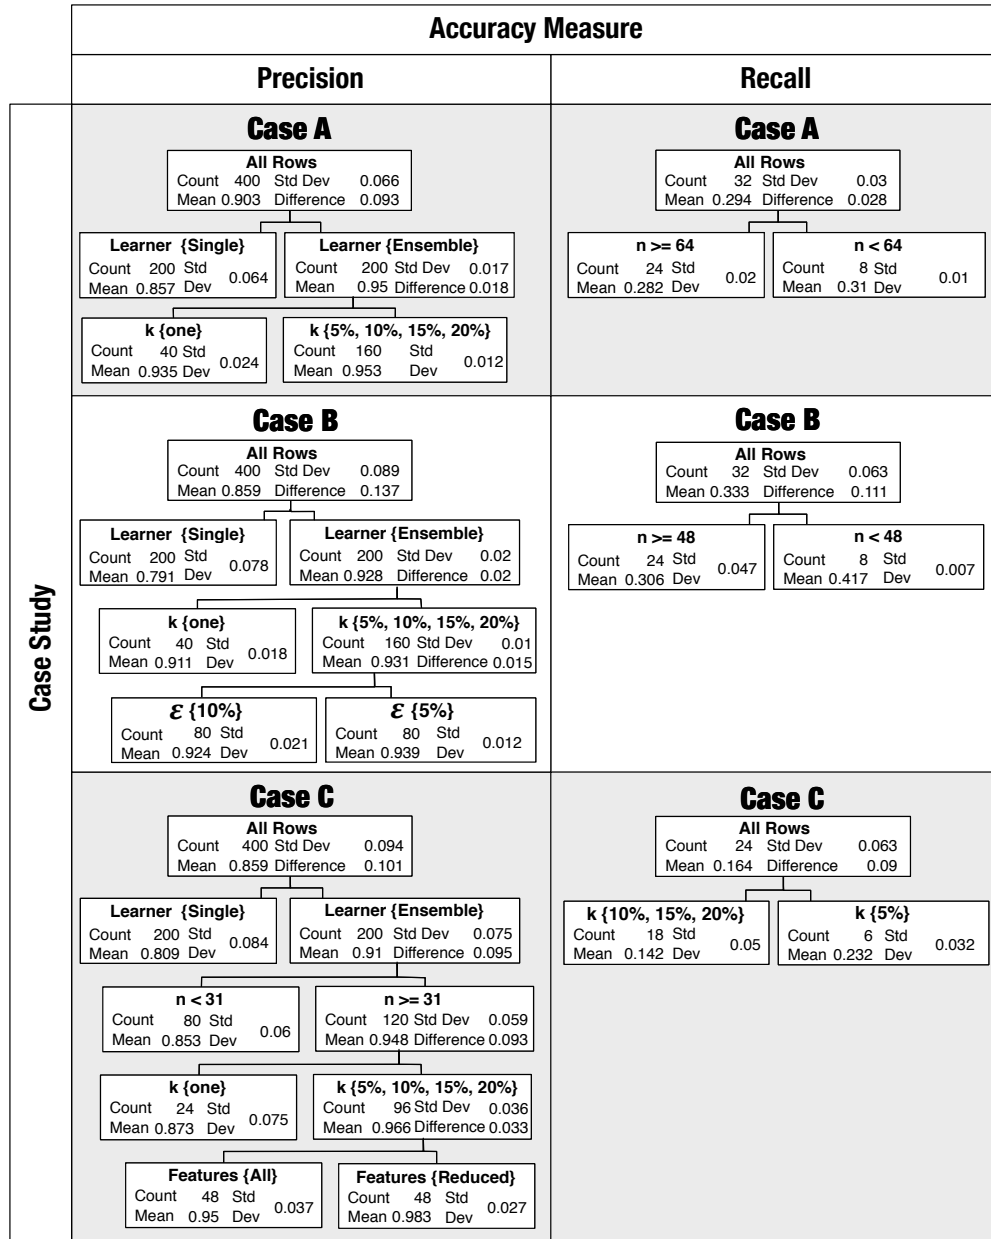 Accuracy Measure
Precision
Recall
Case Study
Case A
All Rows
Count 400 Std Dev 0.066
Mean 0.903 Difference 0.093
Learner {Single}
Count 200 Std Dev 0.064
Mean 0.857
Learner {Ensemble}
Count 200 Std Dev 0.017
Mean 0.95 Difference 0.018
k {one}
Count 40 Std Dev 0.024
Mean 0.935
k {5%, 10%, 15%, 20%}
Count 160 Std Dev 0.012
Mean 0.953
Case A
All Rows
Count 32 Std Dev 0.03
Mean 0.294 Difference 0.028
n >= 64
Count 24 Std Dev 0.02
Mean 0.282
n < 64
Count 8 Std Dev 0.01
Mean 0.31
Case B
All Rows
Count 400 Std Dev 0.089
Mean 0.859 Difference 0.137
Learner {Single}
Count 200 Std Dev 0.078
Mean 0.791
Learner {Ensemble}
Count 200 Std Dev 0.02
Mean 0.928 Difference 0.02
k {one}
Count 40 Std Dev 0.018
Mean 0.911
k {5%, 10%, 15%, 20%}
Count 160 Std Dev 0.01
Mean 0.931 Difference 0.015
ε {10%}
Count 80 Std Dev 0.021
Mean 0.924
ε {5%}
Count 80 Std Dev 0.012
Mean 0.939
Case B
All Rows
Count 32 Std Dev 0.063
Mean 0.333 Difference 0.111
n >= 48
Count 24 Std Dev 0.047
Mean 0.306
n < 48
Count 8 Std Dev 0.007
Mean 0.417
Case C
All Rows
Count 400 Std Dev 0.094
Mean 0.859 Difference 0.101
Learner {Single}
Count 200 Std Dev 0.084
Mean 0.809
Learner {Ensemble}
Count 200 Std Dev 0.075
Mean 0.91 Difference 0.095
n < 31
Count 80 Std Dev 0.06
Mean 0.853
n >= 31
Count 120 Std Dev 0.059
Mean 0.948 Difference 0.093
k {one}
Count 24 Std Dev 0.075
Mean 0.873
k {5%, 10%, 15%, 20%}
Count 96 Std Dev 0.036
Mean 0.966 Difference 0.033
Features {All}
Count 48 Std Dev 0.037
Mean 0.95
Features {Reduced}
Count 48 Std Dev 0.027
Mean 0.983
Case C
All Rows
Count 24 Std Dev 0.063
Mean 0.164 Difference 0.09
k {10%, 15%, 20%}
Count 18 Std Dev 0.05
Mean 0.142
k {5%}
Count 6 Std Dev 0.032
Mean 0.232